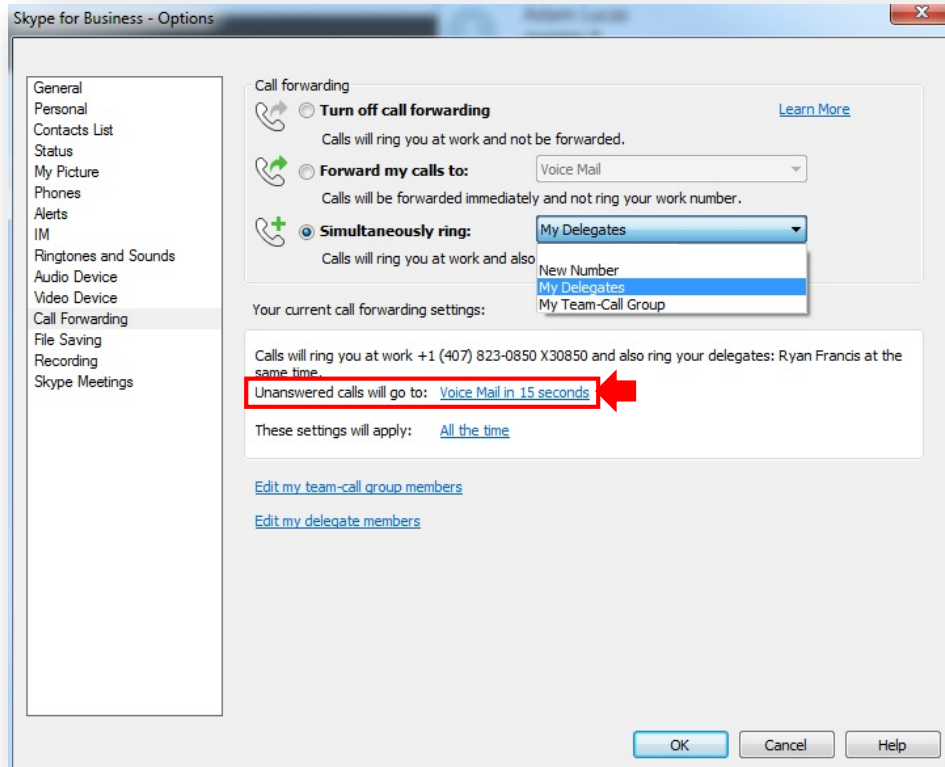 Skype for Business - Options
Adam Lucas
General
Personal
Contacts List
Status
My Picture
Phones
Alerts
IM
Ringtones and Sounds
Audio Device
Video Device
Call Forwarding
File Saving
Recording
Skype Meetings
Call forwarding
Turn off call forwarding
Learn More
Calls will ring you at work and not be forwarded.
Forward my calls to:
Voice Mail
Calls will be forwarded immediately and not ring your work number.
Simultaneously ring:
My Delegates
Calls will ring you at work and also
New Number
My Delegates
My Team-Call Group
Your current call forwarding settings:
Calls will ring you at work +1 (407) 823-0850 X30850 and also ring your delegates: Ryan Francis at the
same time.
Unanswered calls will go to: Voice Mail in 15 seconds
These settings will apply: All the time
Edit my team-call group members
Edit my delegate members
OK
Cancel
Help